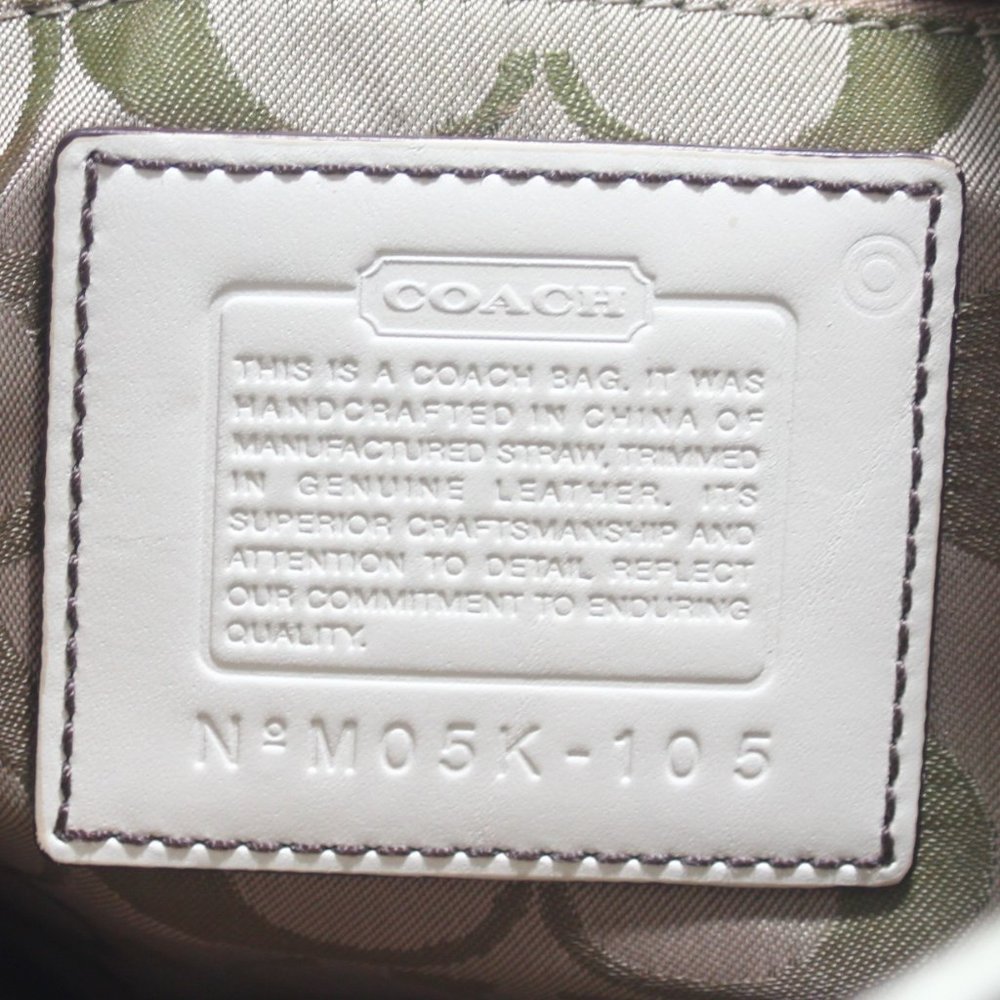 COACH
THIS IS A COACH BAG. IT WAS
HANDCRAFTED IN CHINA OF
MANUFACTURED STRAW, TRIMMED
IN GENUINE LEATHER. ITS
SUPERIOR CRAFTSMANSHIP AND
ATTENTION TO DETAIL REFLECT
OUR COMMITMENT TO ENDURING
QUALITY.
Nº M05K-105